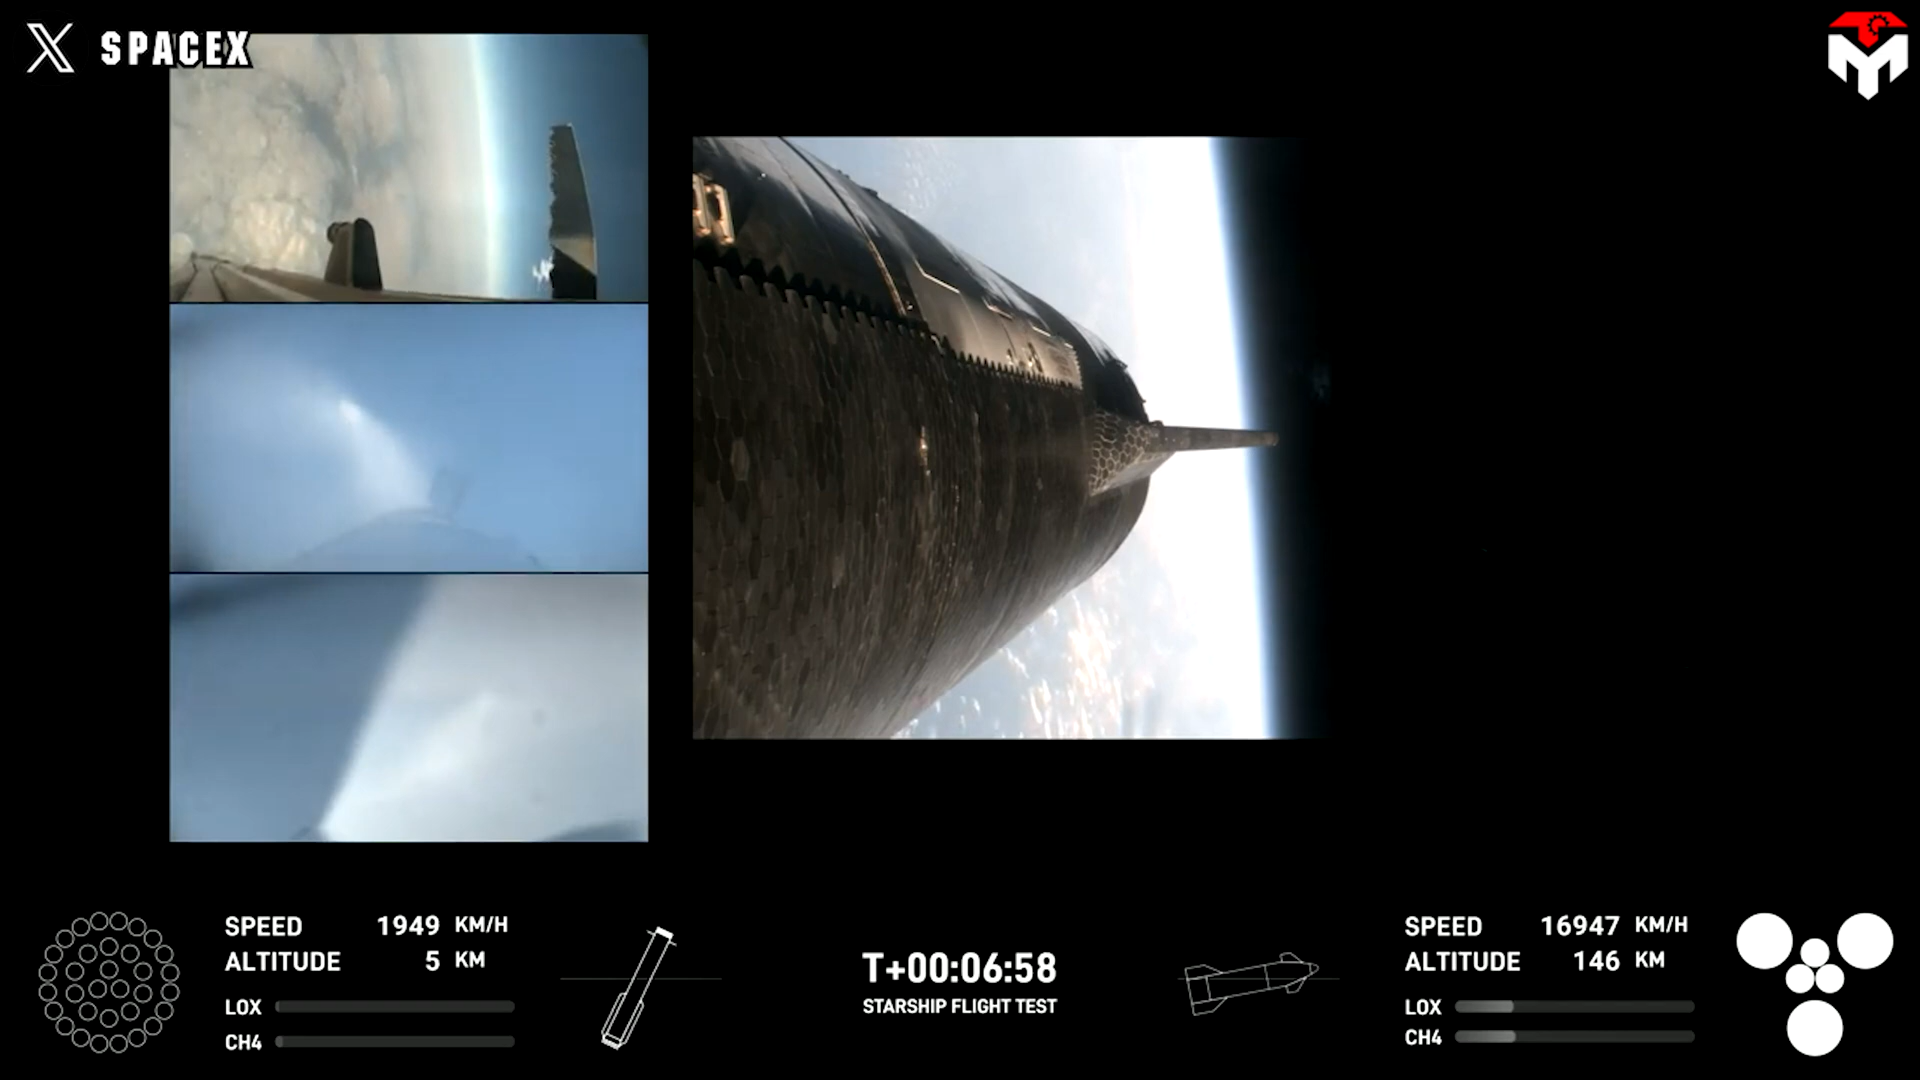 X SPACEX
SPEED 1949 KM/H
ALTITUDE 5 KM
LOX
CH4
T+00:06:58
STARSHIP FLIGHT TEST
SPEED 16947 KM/H
ALTITUDE 146 KM
LOX
CH4